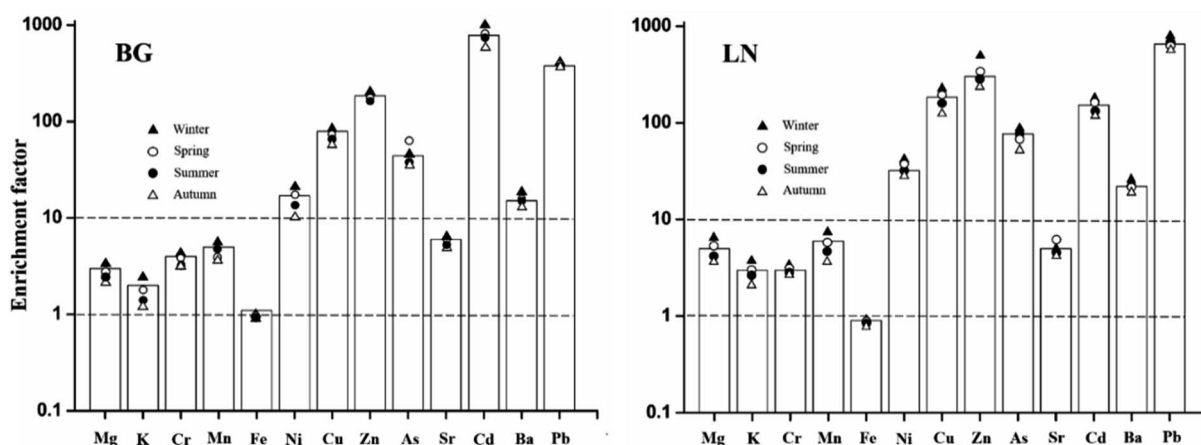 Enrichment factor
1000
100
10
1
0.1
BG
Winter
Spring
Summer
Autumn
Mg K Cr Mn Fe Ni Cu Zn As Sr Cd Ba Pb
1000
100
10
1
0.1
LN
Winter
Spring
Summer
Autumn
Mg K Cr Mn Fe Ni Cu Zn As Sr Cd Ba Pb